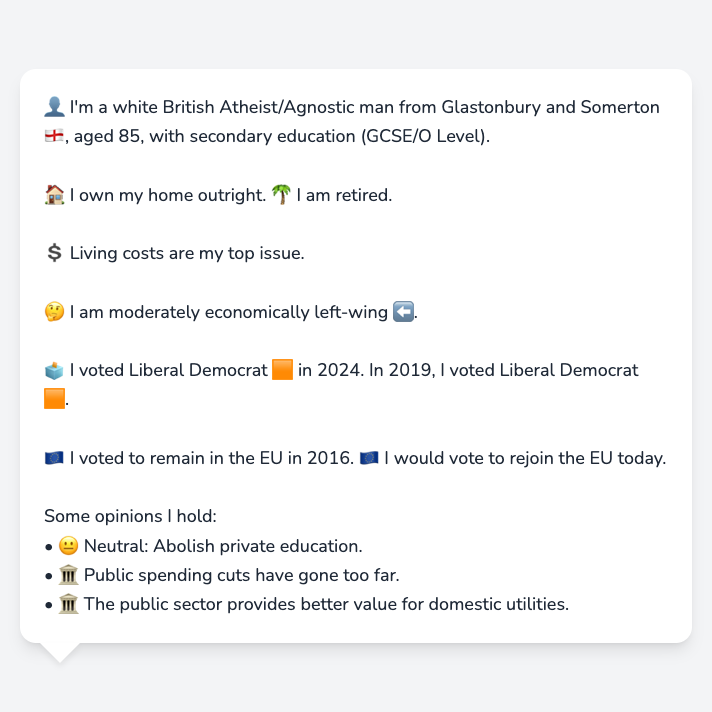 👤 I'm a white British Atheist/Agnostic man from Glastonbury and Somerton
🏴󠁧󠁢󠁥󠁮󠁧󠁿, aged 85, with secondary education (GCSE/O Level).
🏠 I own my home outright. 🌴 I am retired.
💲 Living costs are my top issue.
🤔 I am moderately economically left-wing ⬅️.
🗳️ I voted Liberal Democrat 🟧 in 2024. In 2019, I voted Liberal Democrat
🟧.
🇪🇺 I voted to remain in the EU in 2016. 🇪🇺 I would vote to rejoin the EU today.
Some opinions I hold:
• 😐 Neutral: Abolish private education.
• 🏛️ Public spending cuts have gone too far.
• 🏛️ The public sector provides better value for domestic utilities.